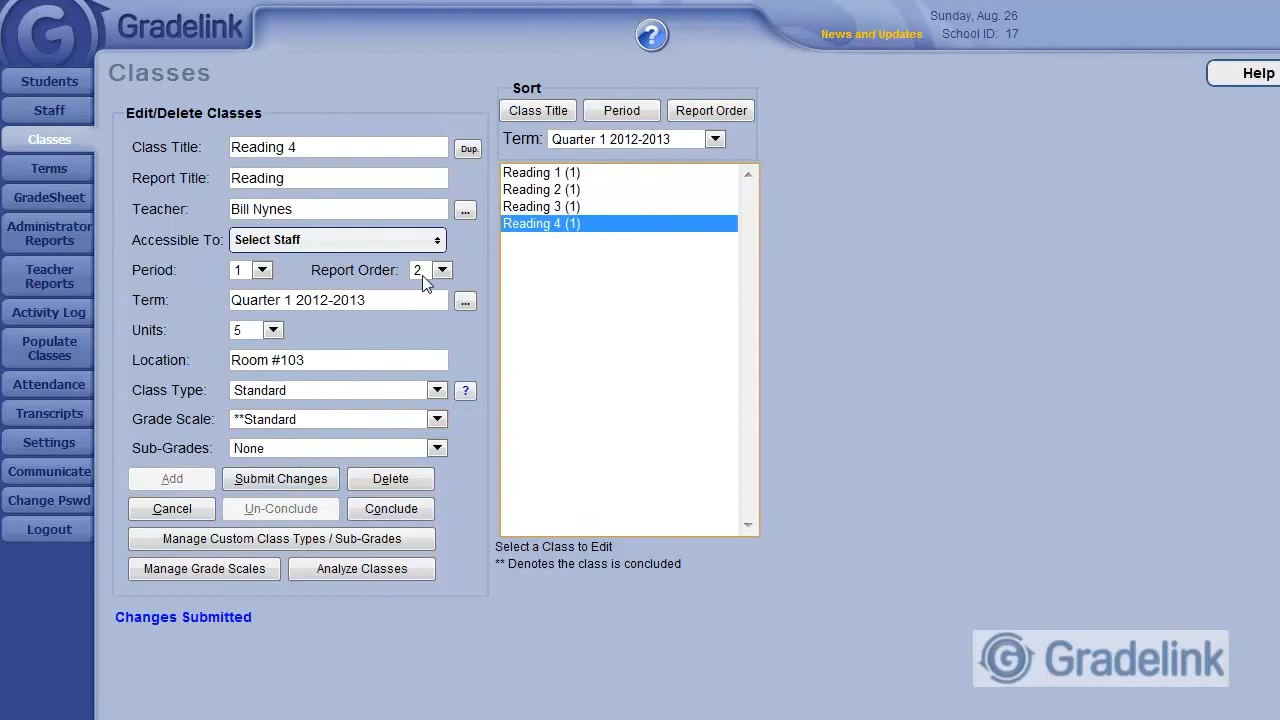 Gradelink
Sunday, Aug. 26
News and Updates
School ID: 17
Help
Students
Staff
Classes
Terms
GradeSheet
Administrator
Reports
Teacher
Reports
Activity Log
Populate
Classes
Attendance
Transcripts
Settings
Communicate
Change Pswd
Logout
Classes
Edit/Delete Classes
Class Title: Reading 4 Dup
Report Title: Reading
Teacher: Bill Nynes ...
Accessible To: Select Staff
Period: 1 Report Order: 2
Term: Quarter 1 2012-2013 ...
Units: 5
Location: Room #103
Class Type: Standard ?
Grade Scale: **Standard
Sub-Grades: None
Add Submit Changes Delete
Cancel Un-Conclude Conclude
Manage Custom Class Types / Sub-Grades
Manage Grade Scales Analyze Classes
Changes Submitted
Sort
Class Title Period Report Order
Term: Quarter 1 2012-2013
Reading 1 (1)
Reading 2 (1)
Reading 3 (1)
Reading 4 (1)
Select a Class to Edit
** Denotes the class is concluded
Gradelink